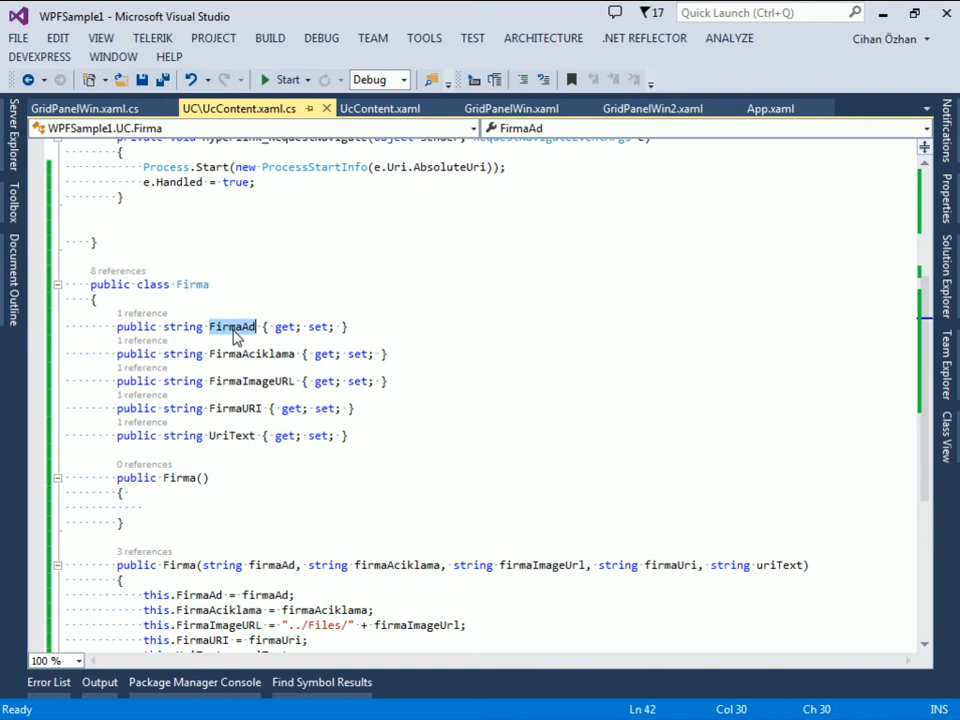 WPFSample1 - Microsoft Visual Studio
17
Quick Launch (Ctrl+Q)
FILE EDIT VIEW TELERIK PROJECT BUILD DEBUG TEAM TOOLS TEST ARCHITECTURE .NET REFLECTOR ANALYZE
Cihan Özhan
DEVEXPRESS WINDOW HELP
Start
Debug
GridPanelWin.xaml.cs UC\UcContent.xaml.cs UcContent.xaml GridPanelWin.xaml GridPanelWin2.xaml App.xaml
WPFSample1.UC.Firma
FirmaAd
Server Explorer
Toolbox
Document Outline
{
Process.Start(new ProcessStartInfo(e.Uri.AbsoluteUri));
e.Handled = true;
}
}
8 references
public class Firma
{
1 reference
public string FirmaAd { get; set; }
1 reference
public string FirmaAciklama { get; set; }
1 reference
public string FirmaImageURL { get; set; }
1 reference
public string FirmaURI { get; set; }
1 reference
public string UriText { get; set; }
0 references
public Firma()
{
}
3 references
public Firma(string firmaAd, string firmaAciklama, string firmaImageUrl, string firmaUri, string uriText)
{
this.FirmaAd = firmaAd;
this.FirmaAciklama = firmaAciklama;
this.FirmaImageURL = "../Files/" + firmaImageUrl;
this.FirmaURI = firmaUri;
Notifications
Properties
Solution Explorer
Team Explorer
Class View
100 %
Error List Output Package Manager Console Find Symbol Results
Ready
Ln 42 Col 30 Ch 30 INS